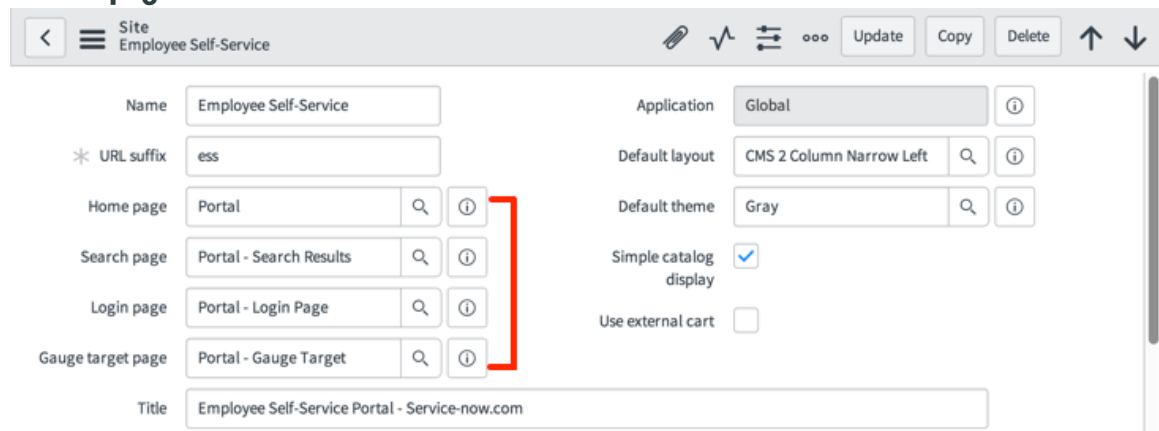 Site
Employee Self-Service
Update Copy Delete
Name Employee Self-Service Application Global
URL suffix ess Default layout CMS 2 Column Narrow Left
Home page Portal Default theme Gray
Search page Portal - Search Results Simple catalog
display
Login page Portal - Login Page Use external cart
Gauge target page Portal - Gauge Target
Title Employee Self-Service Portal - Service-now.com